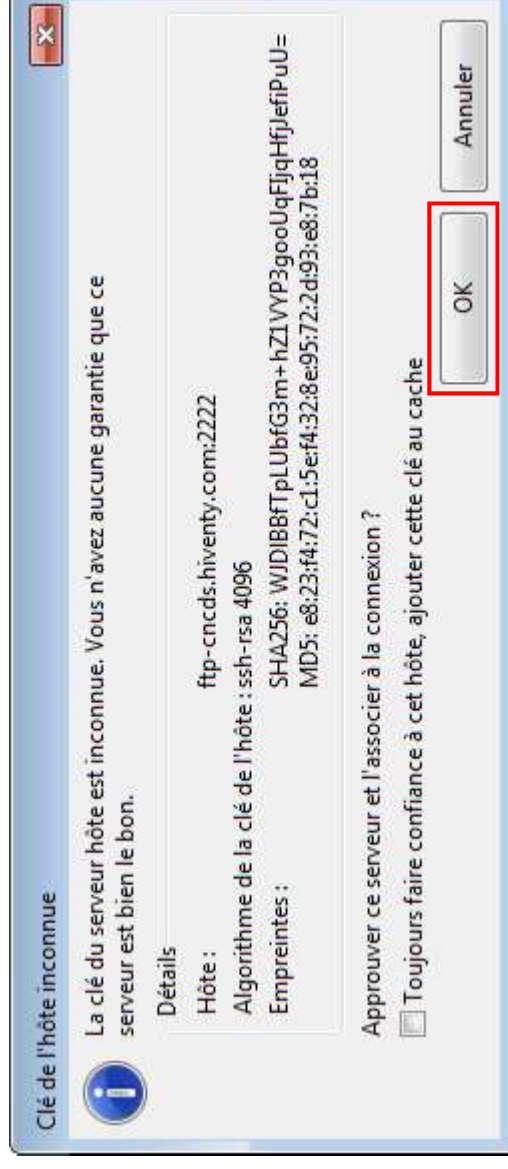 Clé de l'hôte inconnue
La clé du serveur hôte est inconnue. Vous n'avez aucune garantie que ce
serveur est bien le bon.
Détails
Hôte : ftp-cncds.hiventy.com:2222
Algorithme de la clé de l'hôte : ssh-rsa 4096
Empreintes : SHA256: WJDIBBfTpLUbfG3m+hZ1VYP3gooUqFIjqHfjJefiPuU=
MD5: e8:23:f4:72:c1:5e:f4:32:8e:95:72:2d:93:e8:7b:18
Approuver ce serveur et l'associer à la connexion ?
Toujours faire confiance à cet hôte, ajouter cette clé au cache
OK Annuler